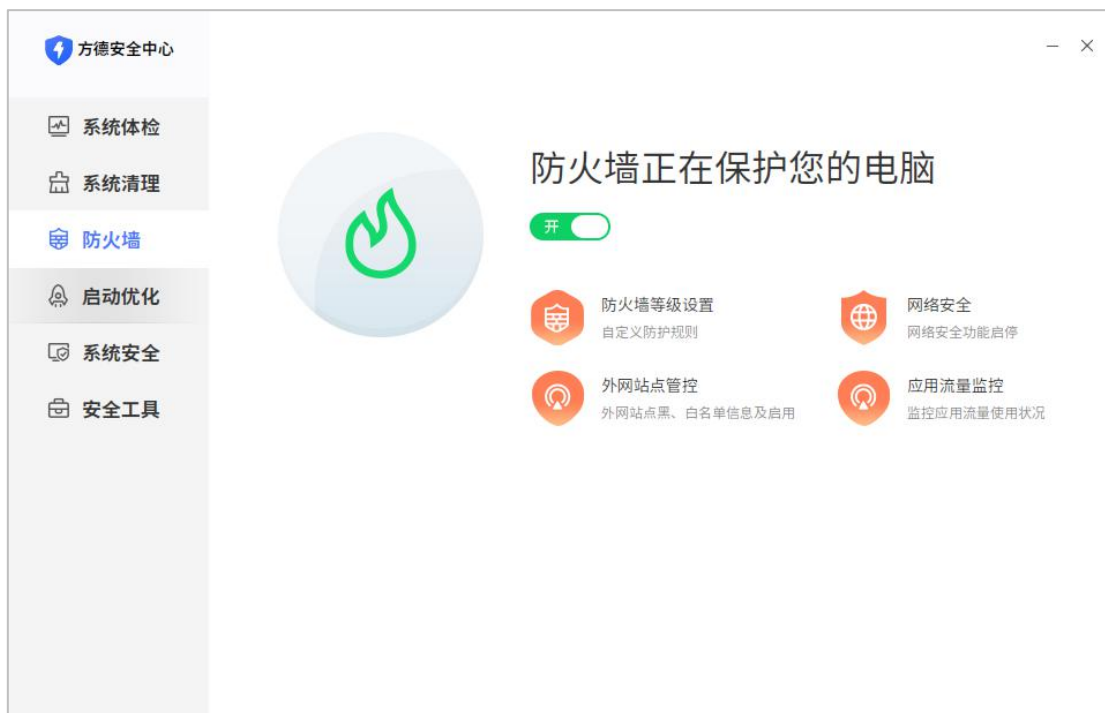 方德安全中心
系统体检
系统清理
防火墙
启动优化
系统安全
安全工具
防火墙正在保护您的电脑
开
防火墙等级设置
自定义防护规则
网络安全
网络安全功能启停
外网站点管控
外网站点黑、白名单信息及启用
应用流量监控
监控应用流量使用状况